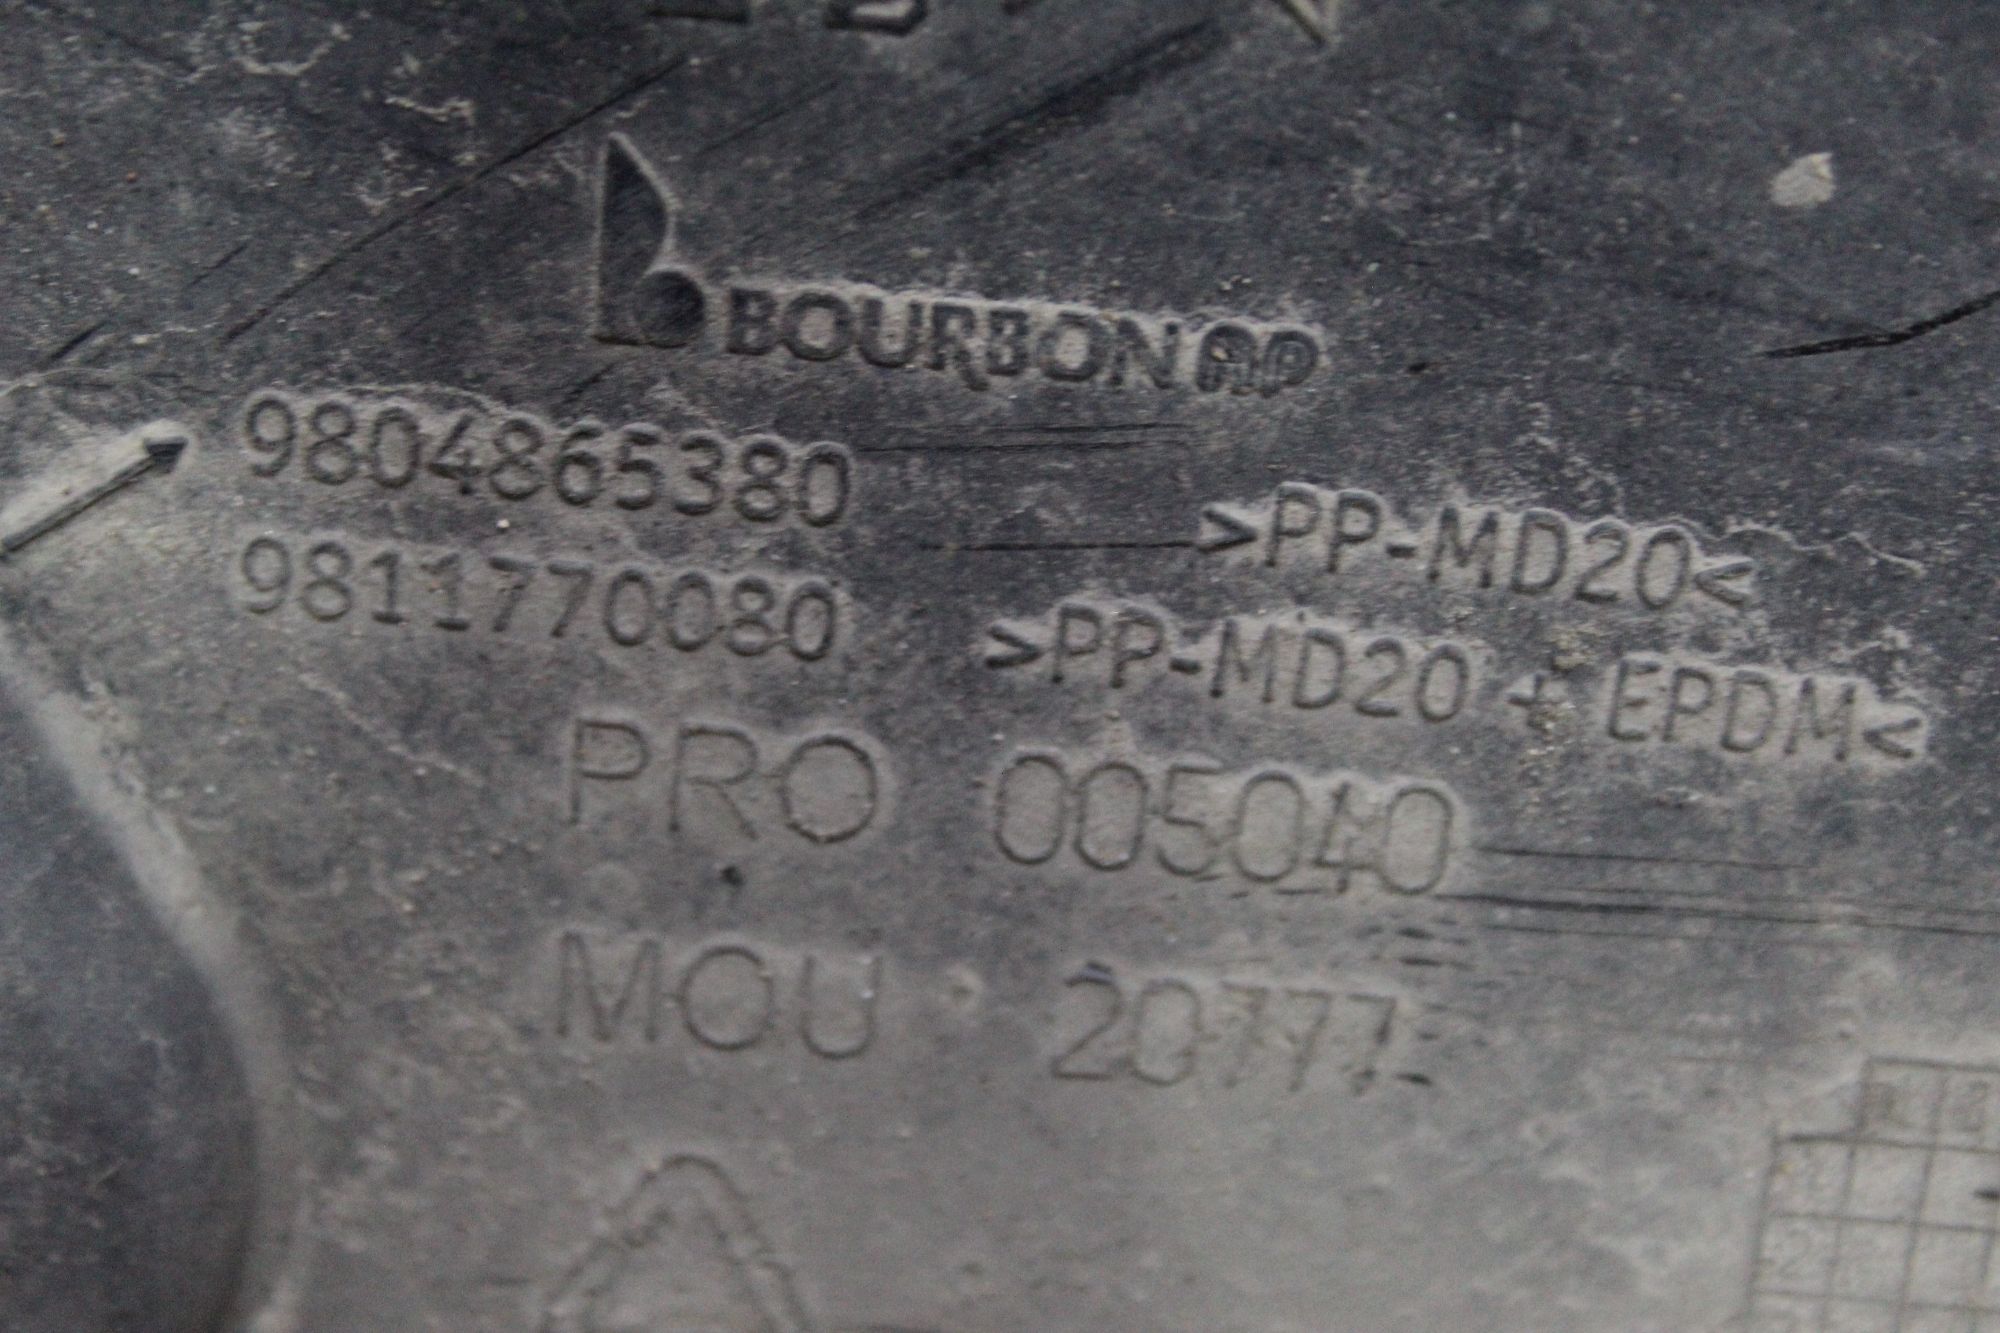 BOURBON AP
9804865380
>PP-MD20<
9811770080
>PP-MD20 + EPDM<
PRO 005040
MOU 20777